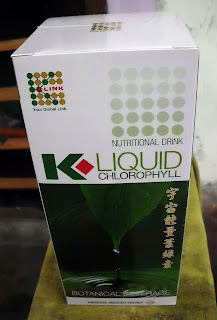 K-LINK
Your Global Link
NUTRITIONAL DRINK
K LIQUID
CHLOROPHYLL
宇宙能量葉綠素
BOTANICAL BEVERAGE